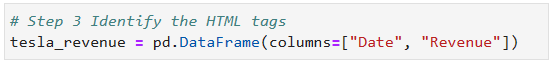 # Step 3 Identify the HTML tags
tesla_revenue = pd.DataFrame(columns=["Date", "Revenue"])